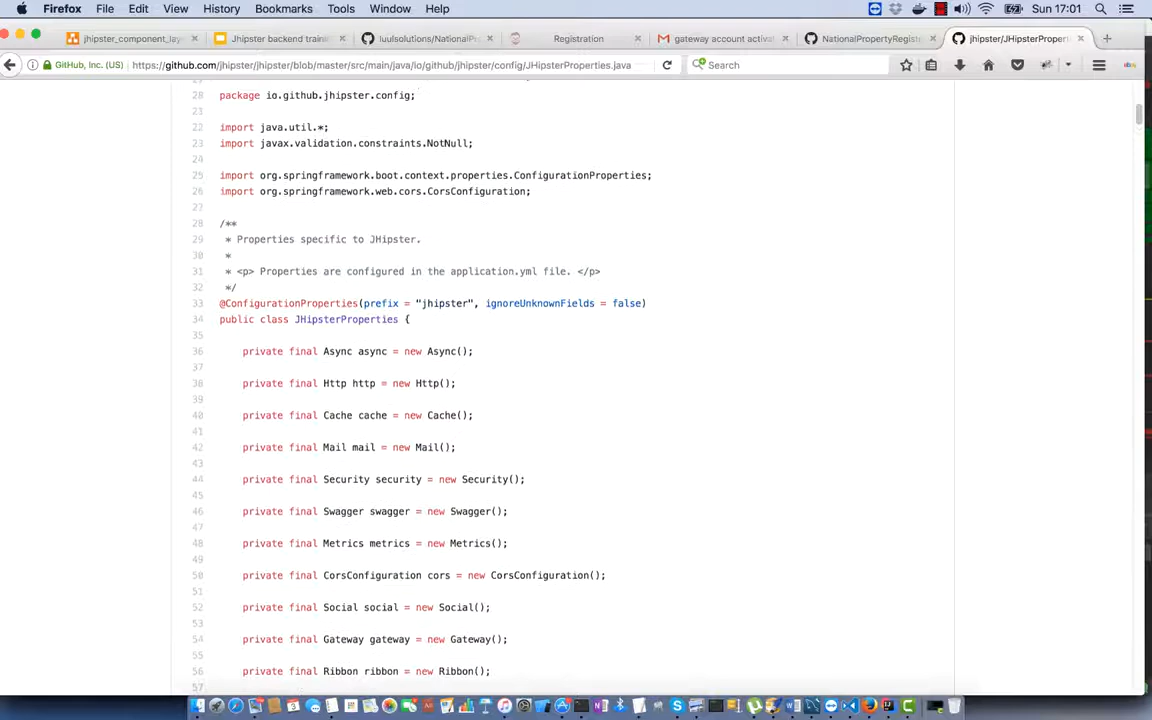 Firefox File Edit View History Bookmarks Tools Window Help Sun 17:01
jhipster_component_lay Jhipster backend train luulsolutions/NationalP Registration gateway account activat NationalPropertyRegist jhipster/JHipsterPropert
GitHub, Inc. (US) https://github.com/jhipster/jhipster/blob/master/src/main/java/io/github/jhipster/config/JHipsterProperties.java Search
20 package io.github.jhipster.config;
21
22 import java.util.*;
23 import javax.validation.constraints.NotNull;
24
25 import org.springframework.boot.context.properties.ConfigurationProperties;
26 import org.springframework.web.cors.CorsConfiguration;
27
28 /**
29 * Properties specific to JHipster.
30 *
31 * <p> Properties are configured in the application.yml file. </p>
32 */
33 @ConfigurationProperties(prefix = "jhipster", ignoreUnknownFields = false)
34 public class JHipsterProperties {
35
36 private final Async async = new Async();
37
38 private final Http http = new Http();
39
40 private final Cache cache = new Cache();
41
42 private final Mail mail = new Mail();
43
44 private final Security security = new Security();
45
46 private final Swagger swagger = new Swagger();
47
48 private final Metrics metrics = new Metrics();
49
50 private final CorsConfiguration cors = new CorsConfiguration();
51
52 private final Social social = new Social();
53
54 private final Gateway gateway = new Gateway();
55
56 private final Ribbon ribbon = new Ribbon();
57